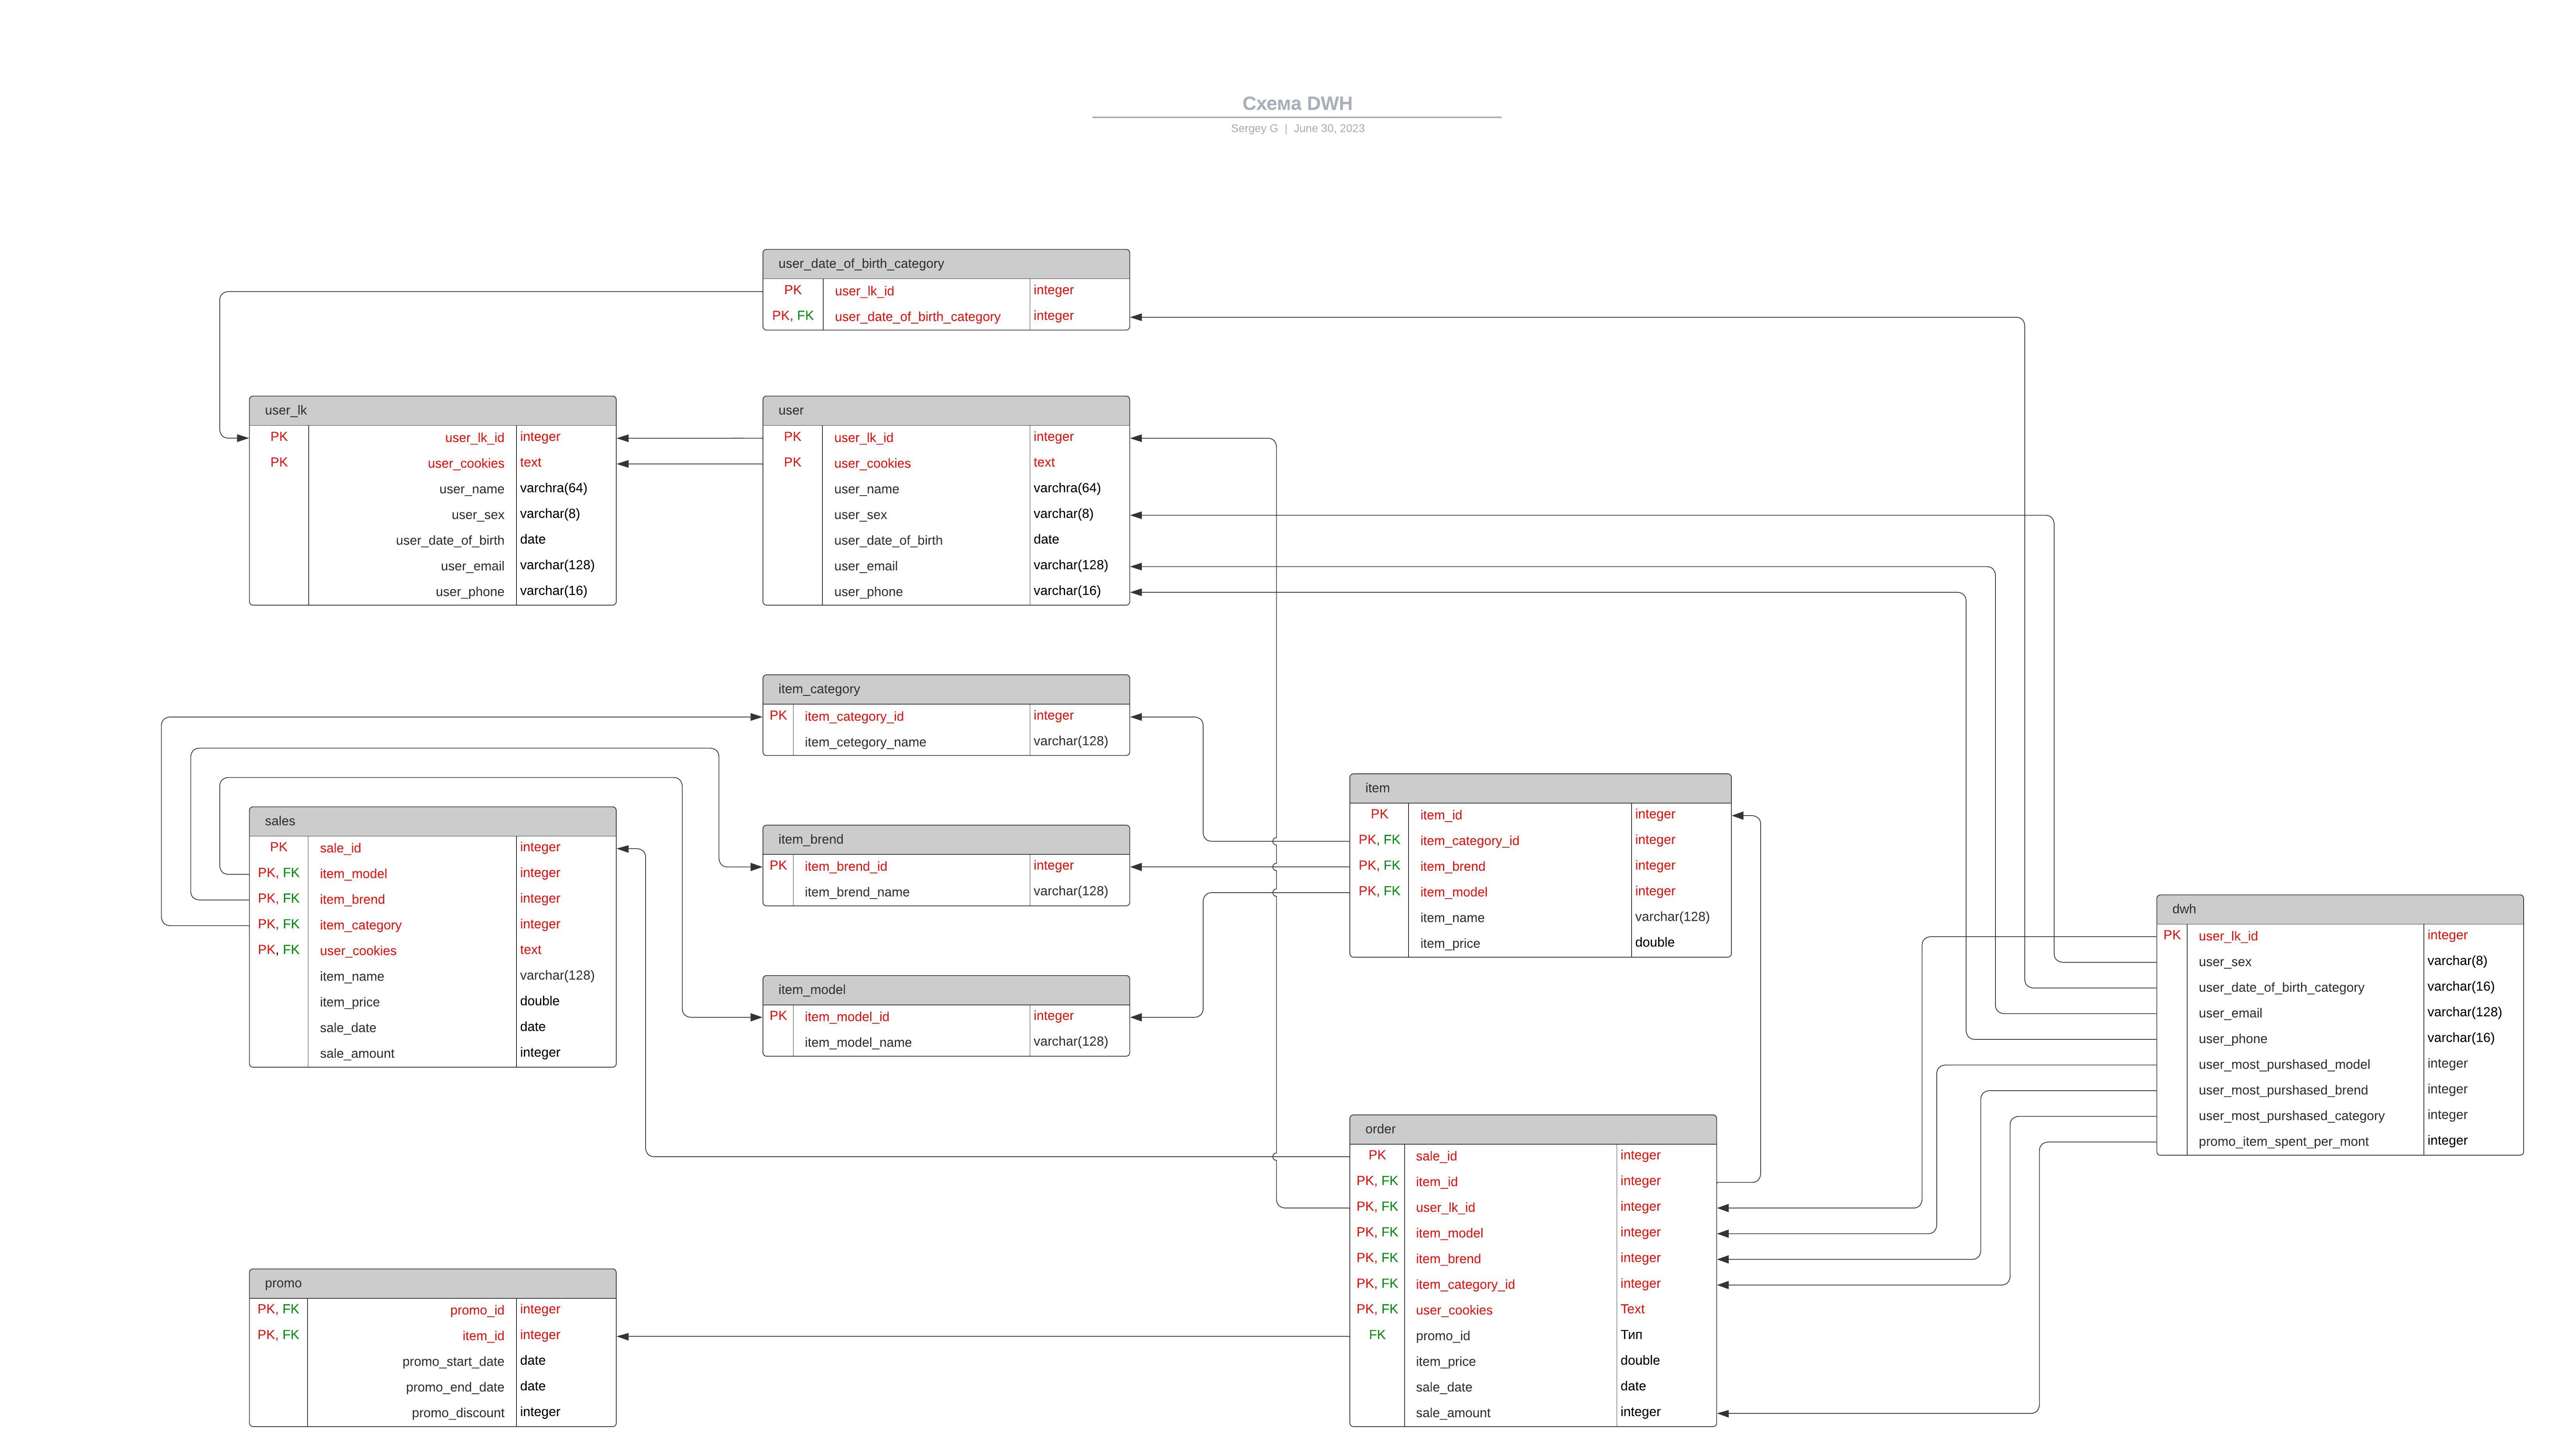 Схема DWH
Sergey G | June 30, 2023
user_date_of_birth_category
PK user_lk_id integer
PK, FK user_date_of_birth_category integer
user_lk
PK user_lk_id integer
PK user_cookies text
user_name varchra(64)
user_sex varchar(8)
user_date_of_birth date
user_email varchar(128)
user_phone varchar(16)
user
PK user_lk_id integer
PK user_cookies text
user_name varchra(64)
user_sex varchar(8)
user_date_of_birth date
user_email varchar(128)
user_phone varchar(16)
item_category
PK item_category_id integer
item_cetegory_name varchar(128)
sales
PK sale_id integer
PK, FK item_model integer
PK, FK item_brend integer
PK, FK item_category integer
PK, FK user_cookies text
item_name varchar(128)
item_price double
sale_date date
sale_amount integer
item_brend
PK item_brend_id integer
item_brend_name varchar(128)
item_model
PK item_model_id integer
item_model_name varchar(128)
item
PK item_id integer
PK, FK item_category_id integer
PK, FK item_brend integer
PK, FK item_model integer
item_name varchar(128)
item_price double
dwh
PK user_lk_id integer
user_sex varchar(8)
user_date_of_birth_category varchar(16)
user_email varchar(128)
user_phone varchar(16)
user_most_purshased_model integer
user_most_purshased_brend integer
user_most_purshased_category integer
promo_item_spent_per_mont integer
order
PK sale_id integer
PK, FK item_id integer
PK, FK user_lk_id integer
PK, FK item_model integer
PK, FK item_brend integer
PK, FK item_category_id integer
PK, FK user_cookies Text
FK promo_id Тип
item_price double
sale_date date
sale_amount integer
promo
PK, FK promo_id integer
PK, FK item_id integer
promo_start_date date
promo_end_date date
promo_discount integer